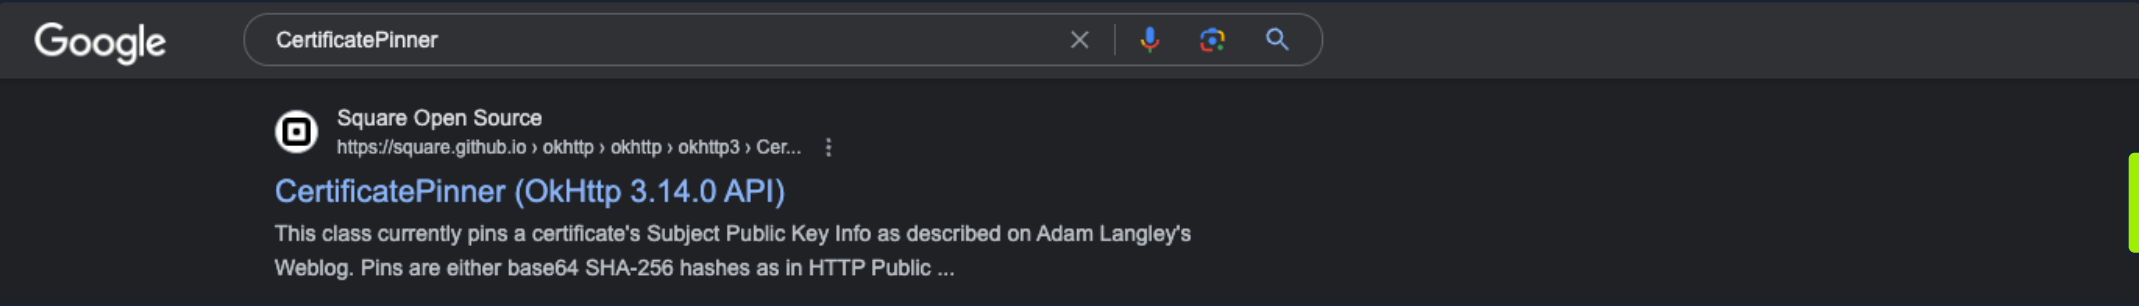 Google
CertificatePinner
Square Open Source
https://square.github.io › okhttp › okhttp › okhttp3 › Cer...
CertificatePinner (OkHttp 3.14.0 API)
This class currently pins a certificate's Subject Public Key Info as described on Adam Langley's
Weblog. Pins are either base64 SHA-256 hashes as in HTTP Public ...